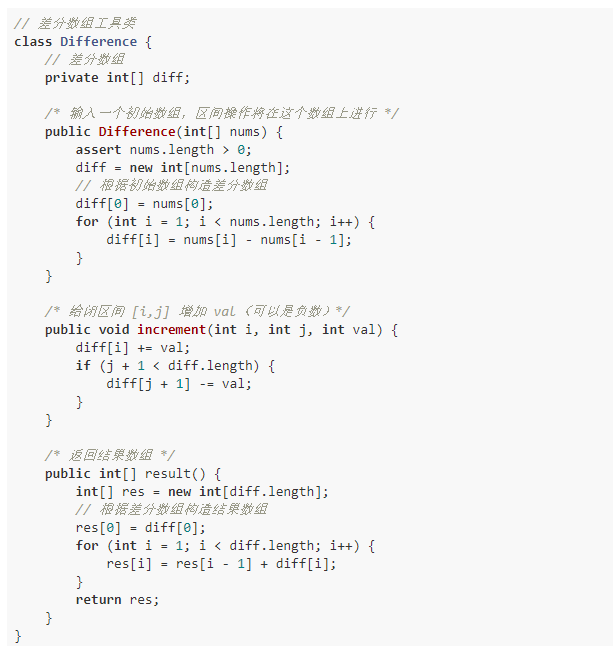 // 差分数组工具类
class Difference {
    // 差分数组
    private int[] diff;

    /* 输入一个初始数组，区间操作将在这个数组上进行 */
    public Difference(int[] nums) {
        assert nums.length > 0;
        diff = new int[nums.length];
        // 根据初始数组构造差分数组
        diff[0] = nums[0];
        for (int i = 1; i < nums.length; i++) {
            diff[i] = nums[i] - nums[i - 1];
        }
    }

    /* 给闭区间 [i,j] 增加 val（可以是负数）*/
    public void increment(int i, int j, int val) {
        diff[i] += val;
        if (j + 1 < diff.length) {
            diff[j + 1] -= val;
        }
    }

    /* 返回结果数组 */
    public int[] result() {
        int[] res = new int[diff.length];
        // 根据差分数组构造结果数组
        res[0] = diff[0];
        for (int i = 1; i < diff.length; i++) {
            res[i] = res[i - 1] + diff[i];
        }
        return res;
    }
}